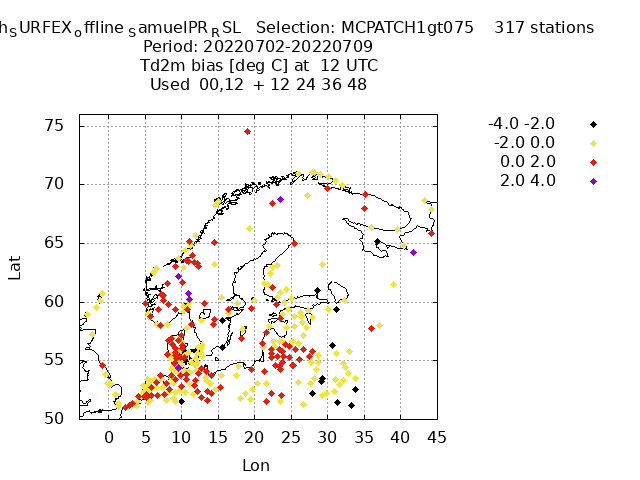 hSURFEXoffline SamuelPRRSL Selection: MCPATCH1gt075 317 stations
Period: 20220702-20220709
Td2m bias [deg C] at 12 UTC
Used 00,12 + 12 24 36 48
-4.0 -2.0
-2.0 0.0
0.0 2.0
2.0 4.0
75
70
65
60
55
50
Lat
0 5 10 15 20 25 30 35 40 45
Lon